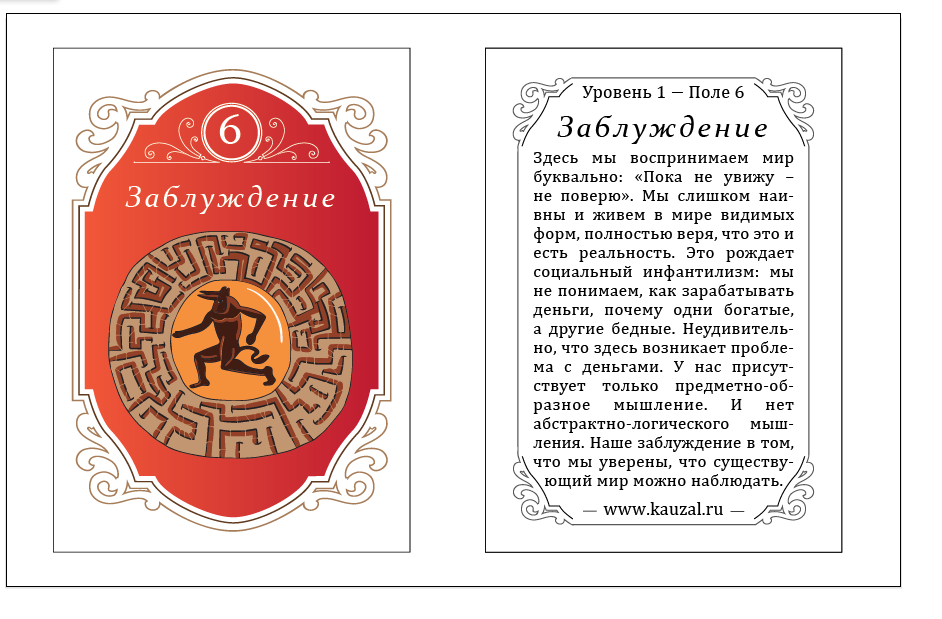 6
Заблуждение
Уровень 1 — Поле 6
Заблуждение
Здесь мы воспринимаем мир
буквально: «Пока не увижу –
не поверю». Мы слишком наи-
вны и живем в мире видимых
форм, полностью веря, что это и
есть реальность. Это рождает
социальный инфантилизм: мы
не понимаем, как зарабатывать
деньги, почему одни богатые,
а другие бедные. Неудивитель-
но, что здесь возникает пробле-
ма с деньгами. У нас присут-
ствует только предметно-об-
разное мышление. И нет
абстрактно-логического мыш-
ления. Наше заблуждение в том,
что мы уверены, что существу-
ющий мир можно наблюдать.
— www.kauzal.ru —